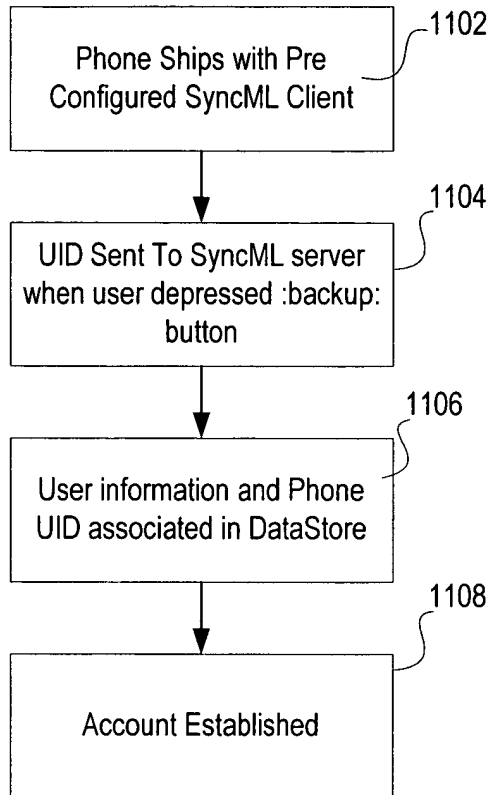 1102
Phone Ships with Pre
Configured SyncML Client
1104
UID Sent To SyncML server
when user depressed :backup:
button
1106
User information and Phone
UID associated in DataStore
1108
Account Established